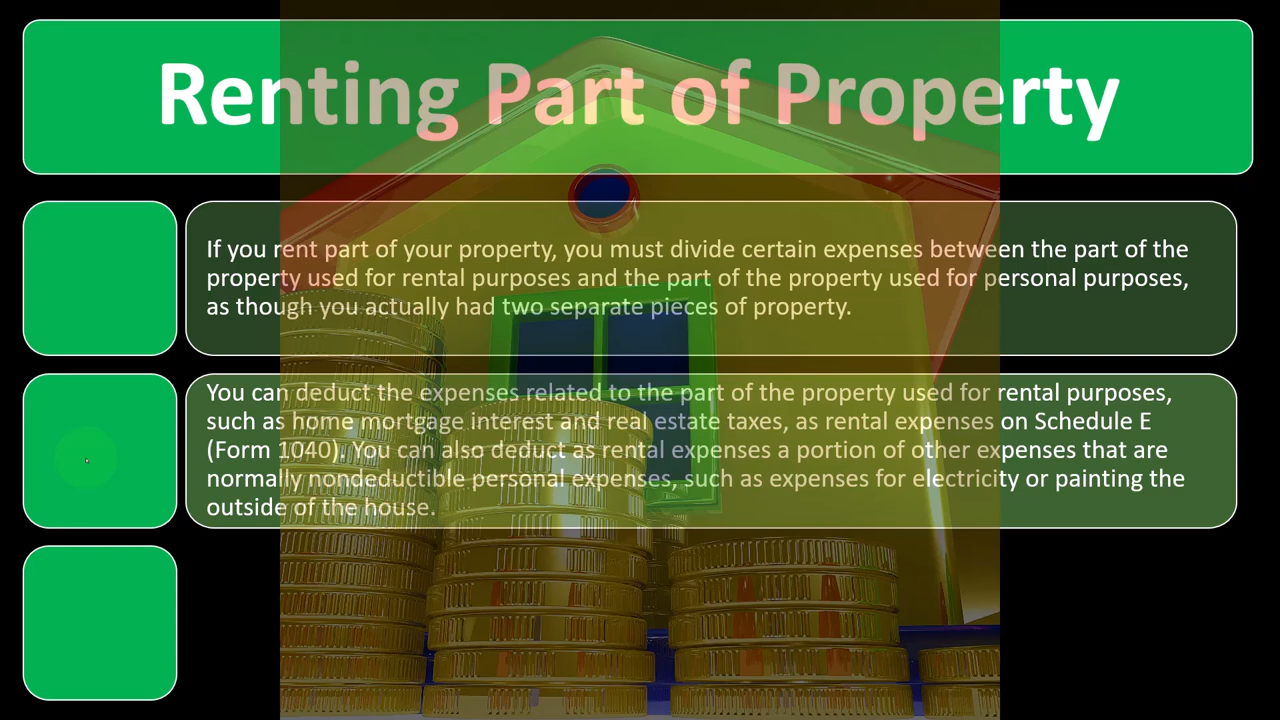 Renting Part of Property
If you rent part of your property, you must divide certain expenses between the part of the
property used for rental purposes and the part of the property used for personal purposes,
as though you actually had two separate pieces of property.
You can deduct the expenses related to the part of the property used for rental purposes,
such as home mortgage interest and real estate taxes, as rental expenses on Schedule E
(Form 1040). You can also deduct as rental expenses a portion of other expenses that are
normally nondeductible personal expenses, such as expenses for electricity or painting the
outside of the house.